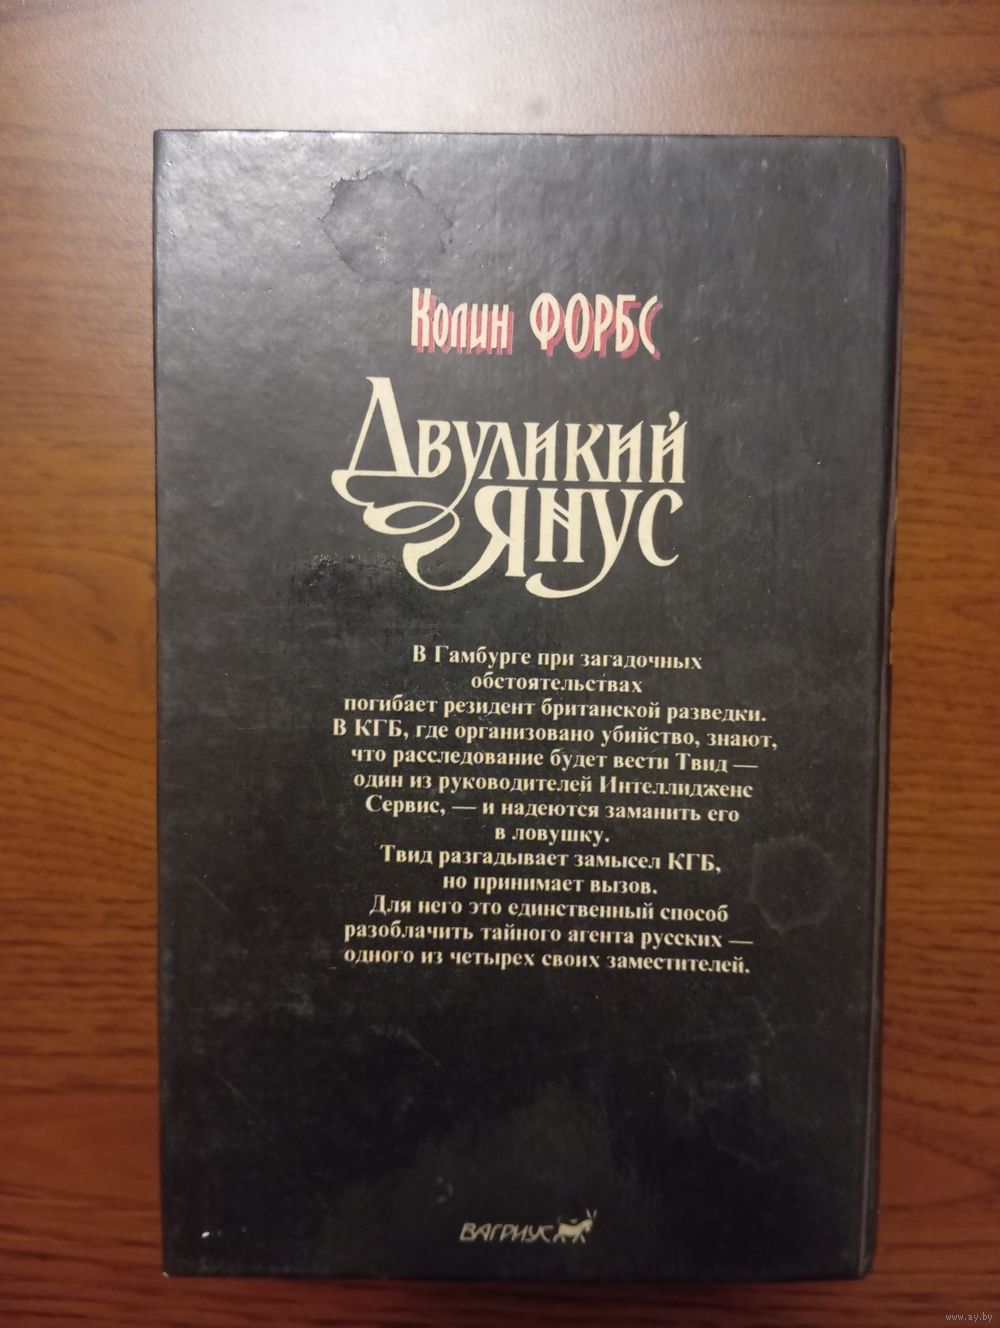 Колин ФОРБС
Двуликий
Янус
В Гамбурге при загадочных
обстоятельствах
погибает резидент британской разведки.
В КГБ, где организовано убийство, знают,
что расследование будет вести Твид —
один из руководителей Интеллидженс
Сервис, — и надеются заманить его
в ловушку.
Твид разгадывает замысел КГБ,
но принимает вызов.
Для него это единственный способ
разоблачить тайного агента русских —
одного из четырех своих заместителей.
ВАГРИУС
www.ay.by